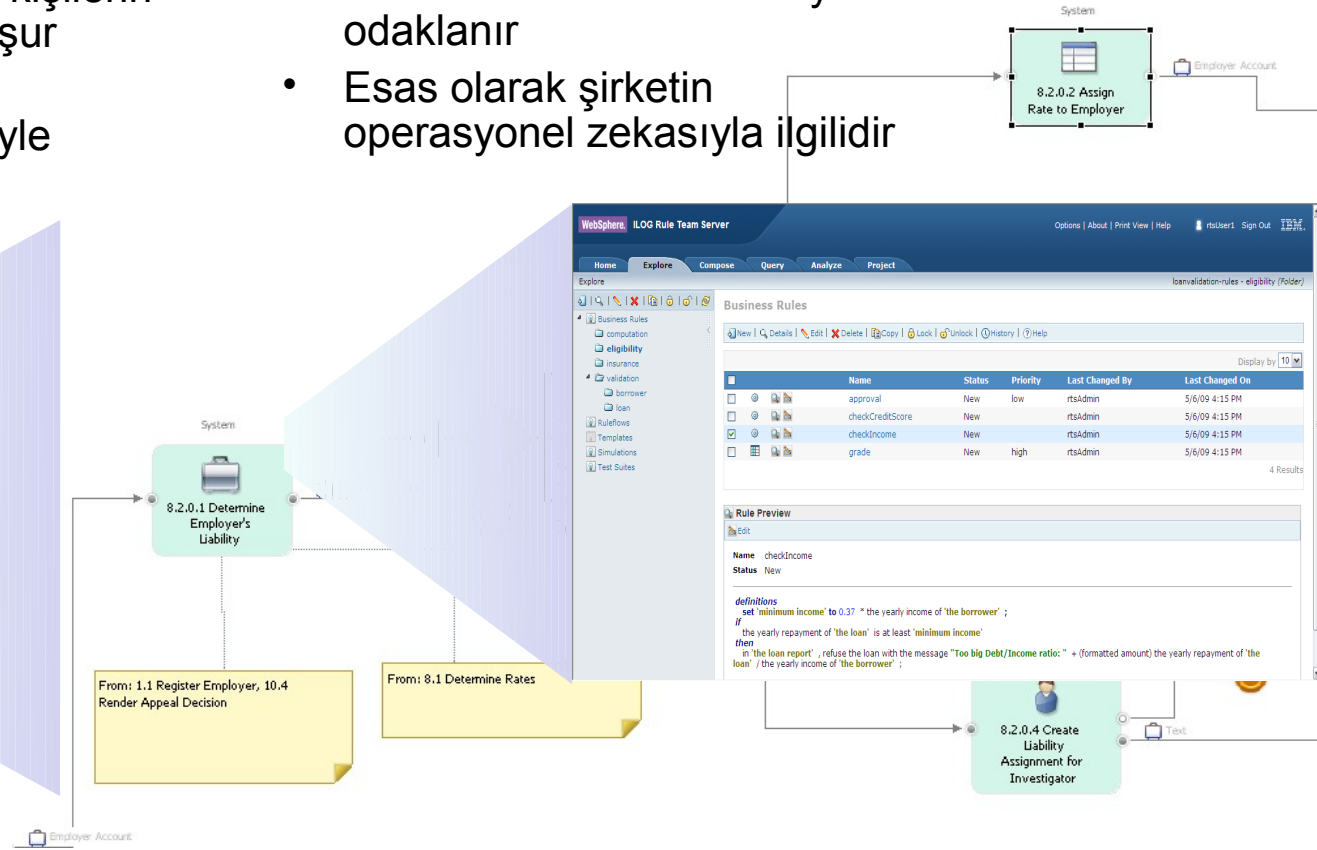 kişilerin
şur
yle
odaklanır
• Esas olarak şirketin
operasyonel zekasıyla ilgilidir
System
8.2.0.2 Assign
Rate to Employer
Employer Account
WebSphere. ILOG Rule Team Server
Options | About | Print View | Help
rtsUser1 Sign Out IBM.
Home Explore Compose Query Analyze Project
Explore
loanvalidation-rules - eligibility (Folder)
Business Rules
computation
eligibility
insurance
validation
borrower
loan
Ruleflows
Templates
Simulations
Test Suites
Business Rules
New | Details | Edit | Delete | Copy | Lock | Unlock | History | Help
Display by 10
Name Status Priority Last Changed By Last Changed On
approval New low rtsAdmin 5/6/09 4:15 PM
checkCreditScore New rtsAdmin 5/6/09 4:15 PM
checkIncome New rtsAdmin 5/6/09 4:15 PM
grade New high rtsAdmin 5/6/09 4:15 PM
4 Results
Rule Preview
Edit
Name checkIncome
Status New
definitions
set 'minimum income' to 0.37 * the yearly income of 'the borrower' ;
if
the yearly repayment of 'the loan' is at least 'minimum income'
then
in 'the loan report' , refuse the loan with the message "Too big Debt/Income ratio: " + (formatted amount) the yearly repayment of 'the
loan' / the yearly income of 'the borrower' ;
System
8.2.0.1 Determine
Employer's
Liability
From: 1.1 Register Employer, 10.4
Render Appeal Decision
From: 8.1 Determine Rates
8.2.0.4 Create
Liability
Assignment for
Investigator
Text
Employer Account